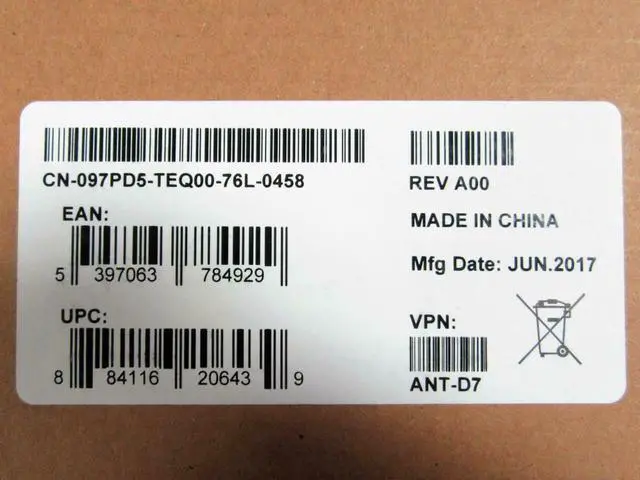 CN-097PD5-TEQ00-76L-0458
REV A00
EAN:
5 397063 784929
MADE IN CHINA
Mfg Date: JUN.2017
UPC:
8 84116 20643 9
VPN:
ANT-D7